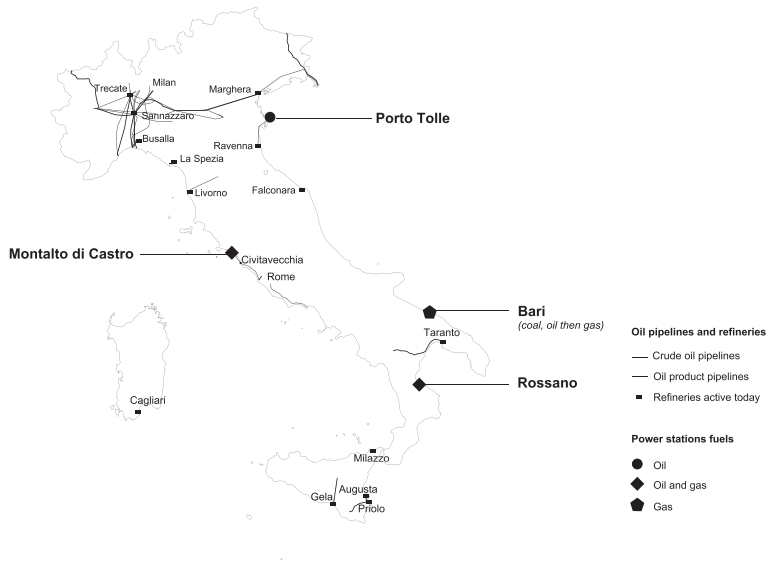 Trecate
Milan
Marghera
Sannazzaro
Porto Tolle
Busalla
Ravenna
La Spezia
Livorno
Falconara
Montalto di Castro
Civitavecchia
Rome
Bari
(coal, oil then gas)
Taranto
Rossano
Cagliari
Milazzo
Augusta
Gela
Priolo
Oil pipelines and refineries
Crude oil pipelines
Oil product pipelines
Refineries active today
Power stations fuels
Oil
Oil and gas
Gas